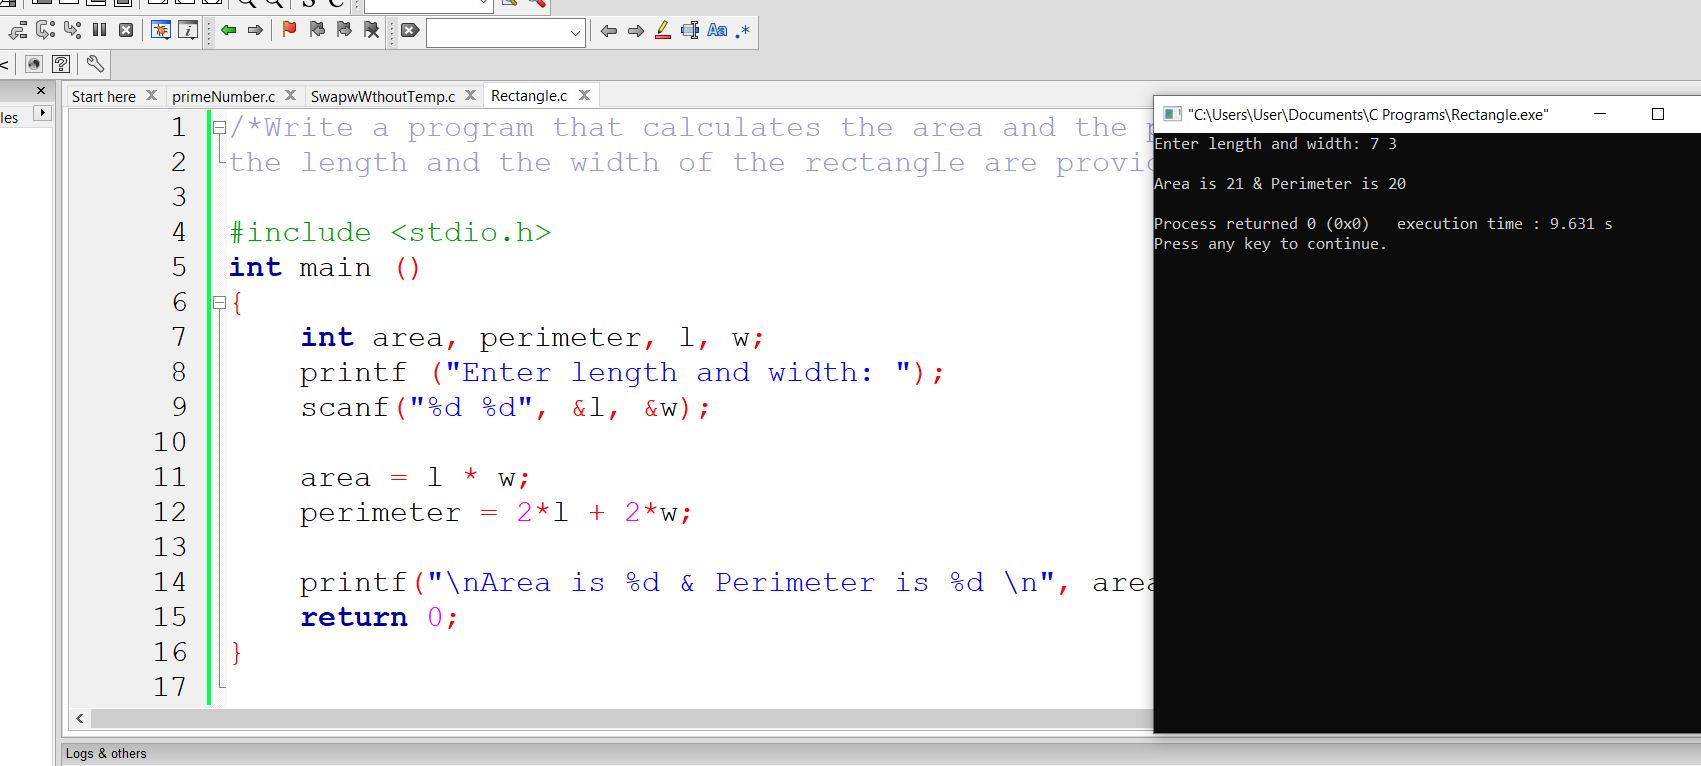 les
Start here
primeNumber.c
SwapwWthoutTemp.c
Rectangle.c
1 /*Write a program that calculates the area and the
2 the length and the width of the rectangle are
3
4 #include <stdio.h>
5 int main ()
6 {
7 int area, perimeter, l, w;
8 printf ("Enter length and width: ");
9 scanf("%d %d", &l, &w);
10
11 area = l * w;
12 perimeter = 2*l + 2*w;
13
14 printf("\nArea is %d & Perimeter is %d \n", area
15 return 0;
16 }
17
Logs & others
"C:\Users\User\Documents\C Programs\Rectangle.exe"
Enter length and width: 7 3
Area is 21 & Perimeter is 20
Process returned 0 (0x0) execution time : 9.631 s
Press any key to continue.